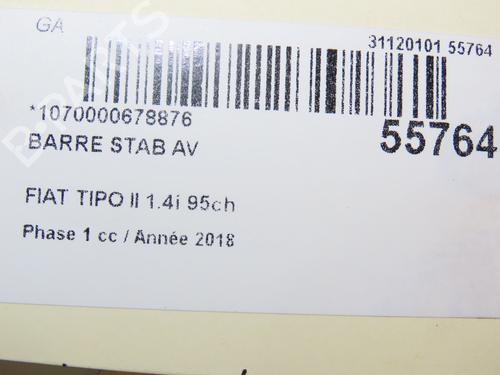 GA
31120101 55764
*1070000678876
55764
BARRE STAB AV
FIAT TIPO II 1.4i 95ch
Phase 1 cc / Année 2018
B-PARTS